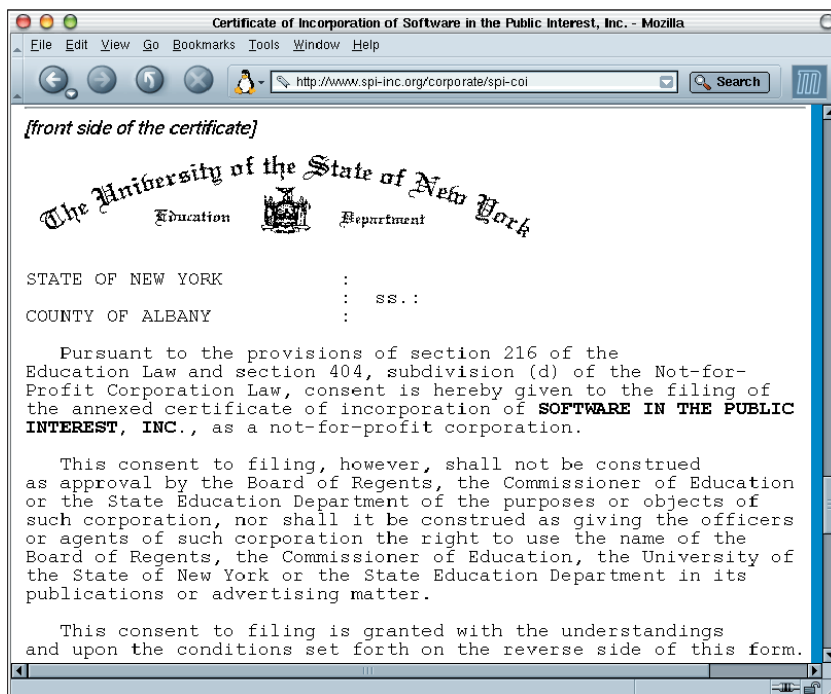 Certificate of Incorporation of Software in the Public Interest, Inc. - Mozilla
File Edit View Go Bookmarks Tools Window Help
http://www.spi-inc.org/corporate/spi-coi
Search
[front side of the certificate]
The University of the State of New York
Education Department
STATE OF NEW YORK :
: ss.:
COUNTY OF ALBANY :
Pursuant to the provisions of section 216 of the
Education Law and section 404, subdivision (d) of the Not-for-
Profit Corporation Law, consent is hereby given to the filing of
the annexed certificate of incorporation of SOFTWARE IN THE PUBLIC
INTEREST, INC., as a not-for-profit corporation.
This consent to filing, however, shall not be construed
as approval by the Board of Regents, the Commissioner of Education
or the State Education Department of the purposes or objects of
such corporation, nor shall it be construed as giving the officers
or agents of such corporation the right to use the name of the
Board of Regents, the Commissioner of Education, the University of
the State of New York or the State Education Department in its
publications or advertising matter.
This consent to filing is granted with the understandings
and upon the conditions set forth on the reverse side of this form.